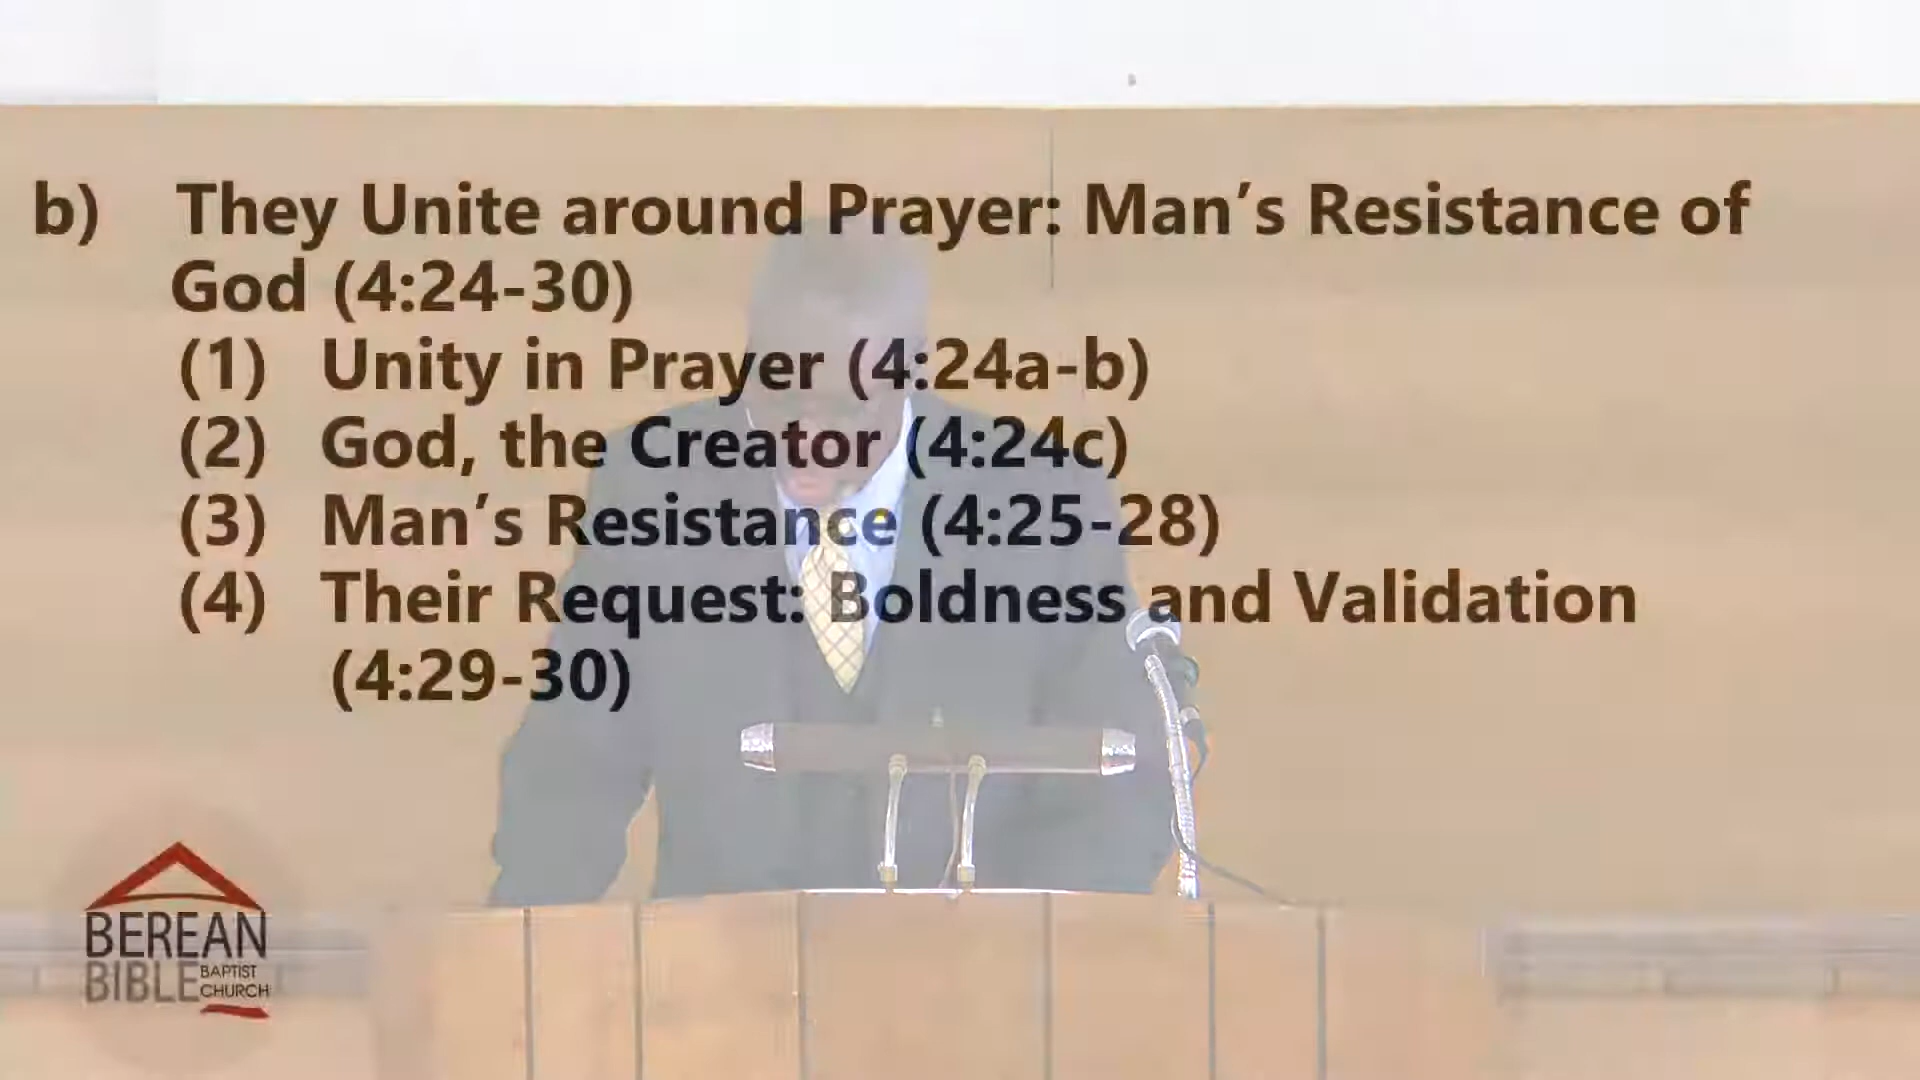 b) They Unite around Prayer: Man’s Resistance of
God (4:24-30)
(1) Unity in Prayer (4:24a-b)
(2) God, the Creator (4:24c)
(3) Man’s Resistance (4:25-28)
(4) Their Request: Boldness and Validation
(4:29-30)
BEREAN
BIBLE BAPTIST
CHURCH